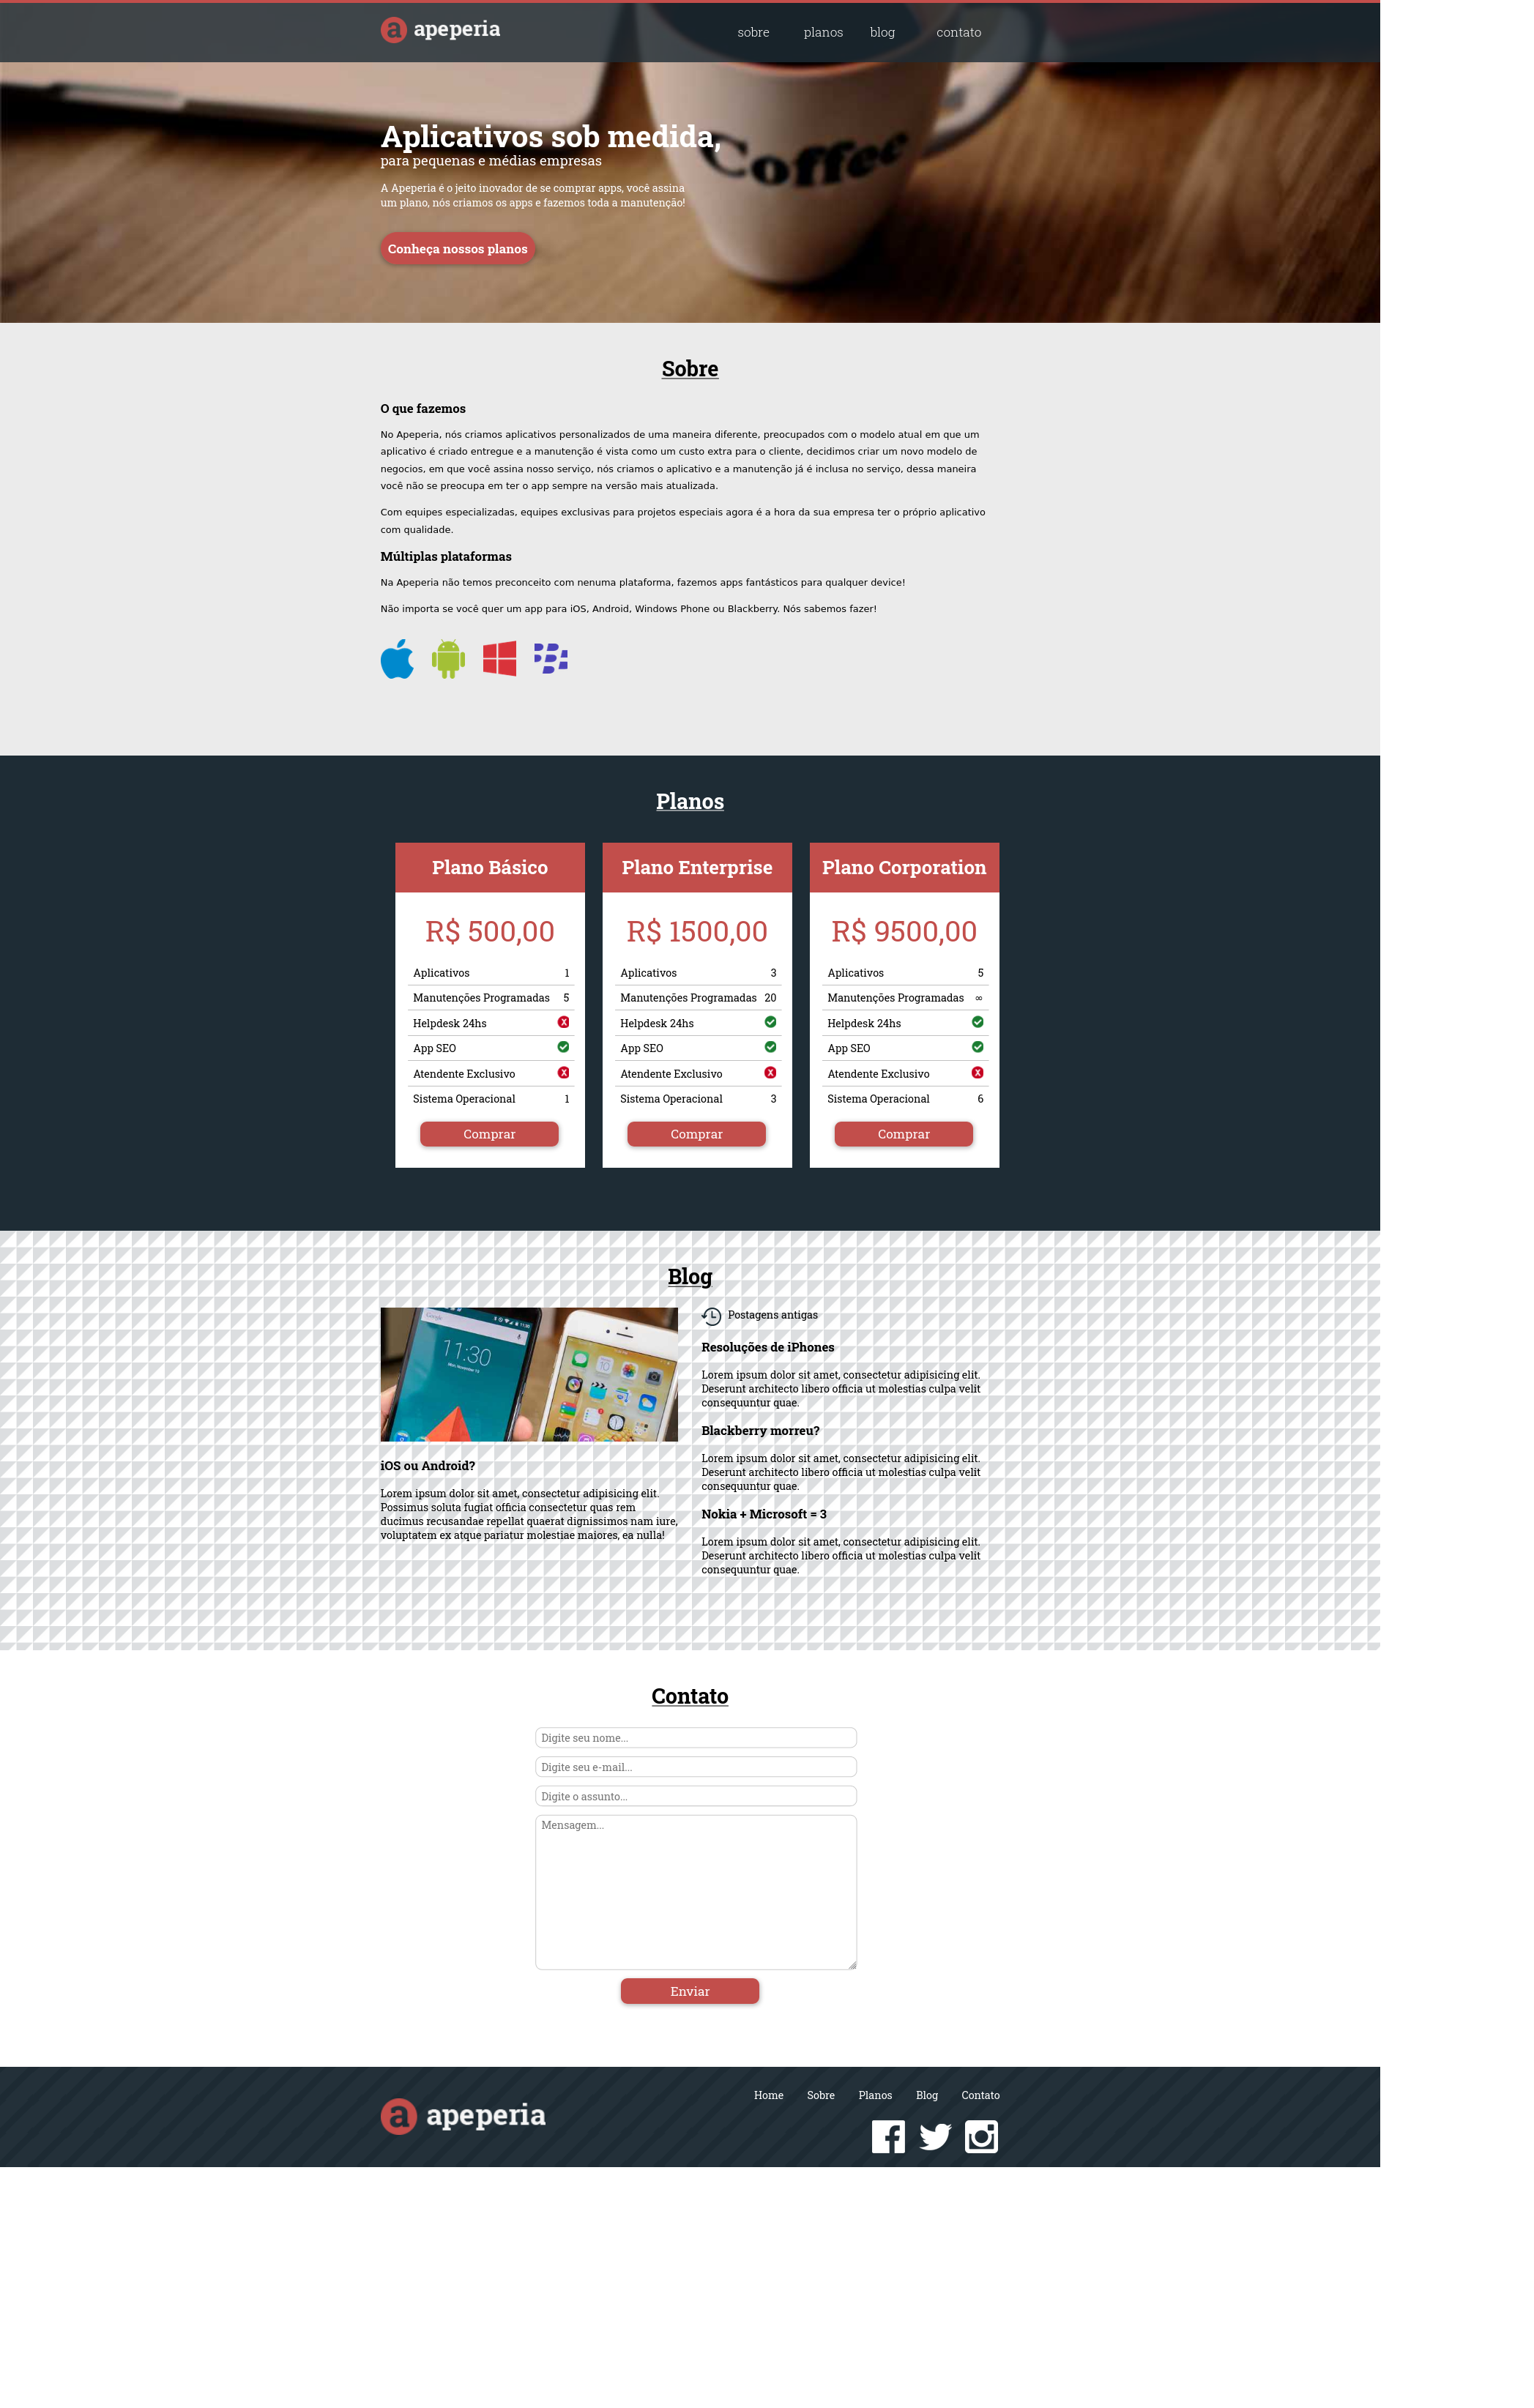 a apeperia
sobre planos blog contato
Coffee
Aplicativos sob medida,
para pequenas e médias empresas
A Apeperia é o jeito inovador de se comprar apps, você assina
um plano, nós criamos os apps e fazemos toda a manutenção!
Conheça nossos planos
Sobre
O que fazemos
No Apeperia, nós criamos aplicativos personalizados de uma maneira diferente, preocupados com o modelo atual em que um
aplicativo é criado entregue e a manutenção é vista como um custo extra para o cliente, decidimos criar um novo modelo de
negocios, em que você assina nosso serviço, nós criamos o aplicativo e a manutenção já é inclusa no serviço, dessa maneira
você não se preocupa em ter o app sempre na versão mais atualizada.
Com equipes especializadas, equipes exclusivas para projetos especiais agora é a hora da sua empresa ter o próprio aplicativo
com qualidade.
Múltiplas plataformas
Na Apeperia não temos preconceito com nenuma plataforma, fazemos apps fantásticos para qualquer device!
Não importa se você quer um app para iOS, Android, Windows Phone ou Blackberry. Nós sabemos fazer!
Planos
Plano Básico
R$ 500,00
Aplicativos 1
Manutenções Programadas 5
Helpdesk 24hs
App SEO
Atendente Exclusivo
Sistema Operacional 1
Comprar
Plano Enterprise
R$ 1500,00
Aplicativos 3
Manutenções Programadas 20
Helpdesk 24hs
App SEO
Atendente Exclusivo
Sistema Operacional 3
Comprar
Plano Corporation
R$ 9500,00
Aplicativos 5
Manutenções Programadas ∞
Helpdesk 24hs
App SEO
Atendente Exclusivo
Sistema Operacional 6
Comprar
Blog
Google
11:30
iOS ou Android?
Lorem ipsum dolor sit amet, consectetur adipisicing elit.
Possimus soluta fugiat officia consectetur quas rem
ducimus recusandae repellat quaerat dignissimos nam iure,
voluptatem ex atque pariatur molestiae maiores, ea nulla!
Postagens antigas
Resoluções de iPhones
Lorem ipsum dolor sit amet, consectetur adipisicing elit.
Deserunt architecto libero officia ut molestias culpa velit
consequuntur quae.
Blackberry morreu?
Lorem ipsum dolor sit amet, consectetur adipisicing elit.
Deserunt architecto libero officia ut molestias culpa velit
consequuntur quae.
Nokia + Microsoft = 3
Lorem ipsum dolor sit amet, consectetur adipisicing elit.
Deserunt architecto libero officia ut molestias culpa velit
consequuntur quae.
Contato
Digite seu nome...
Digite seu e-mail...
Digite o assunto...
Mensagem...
Enviar
a apeperia
Home Sobre Planos Blog Contato